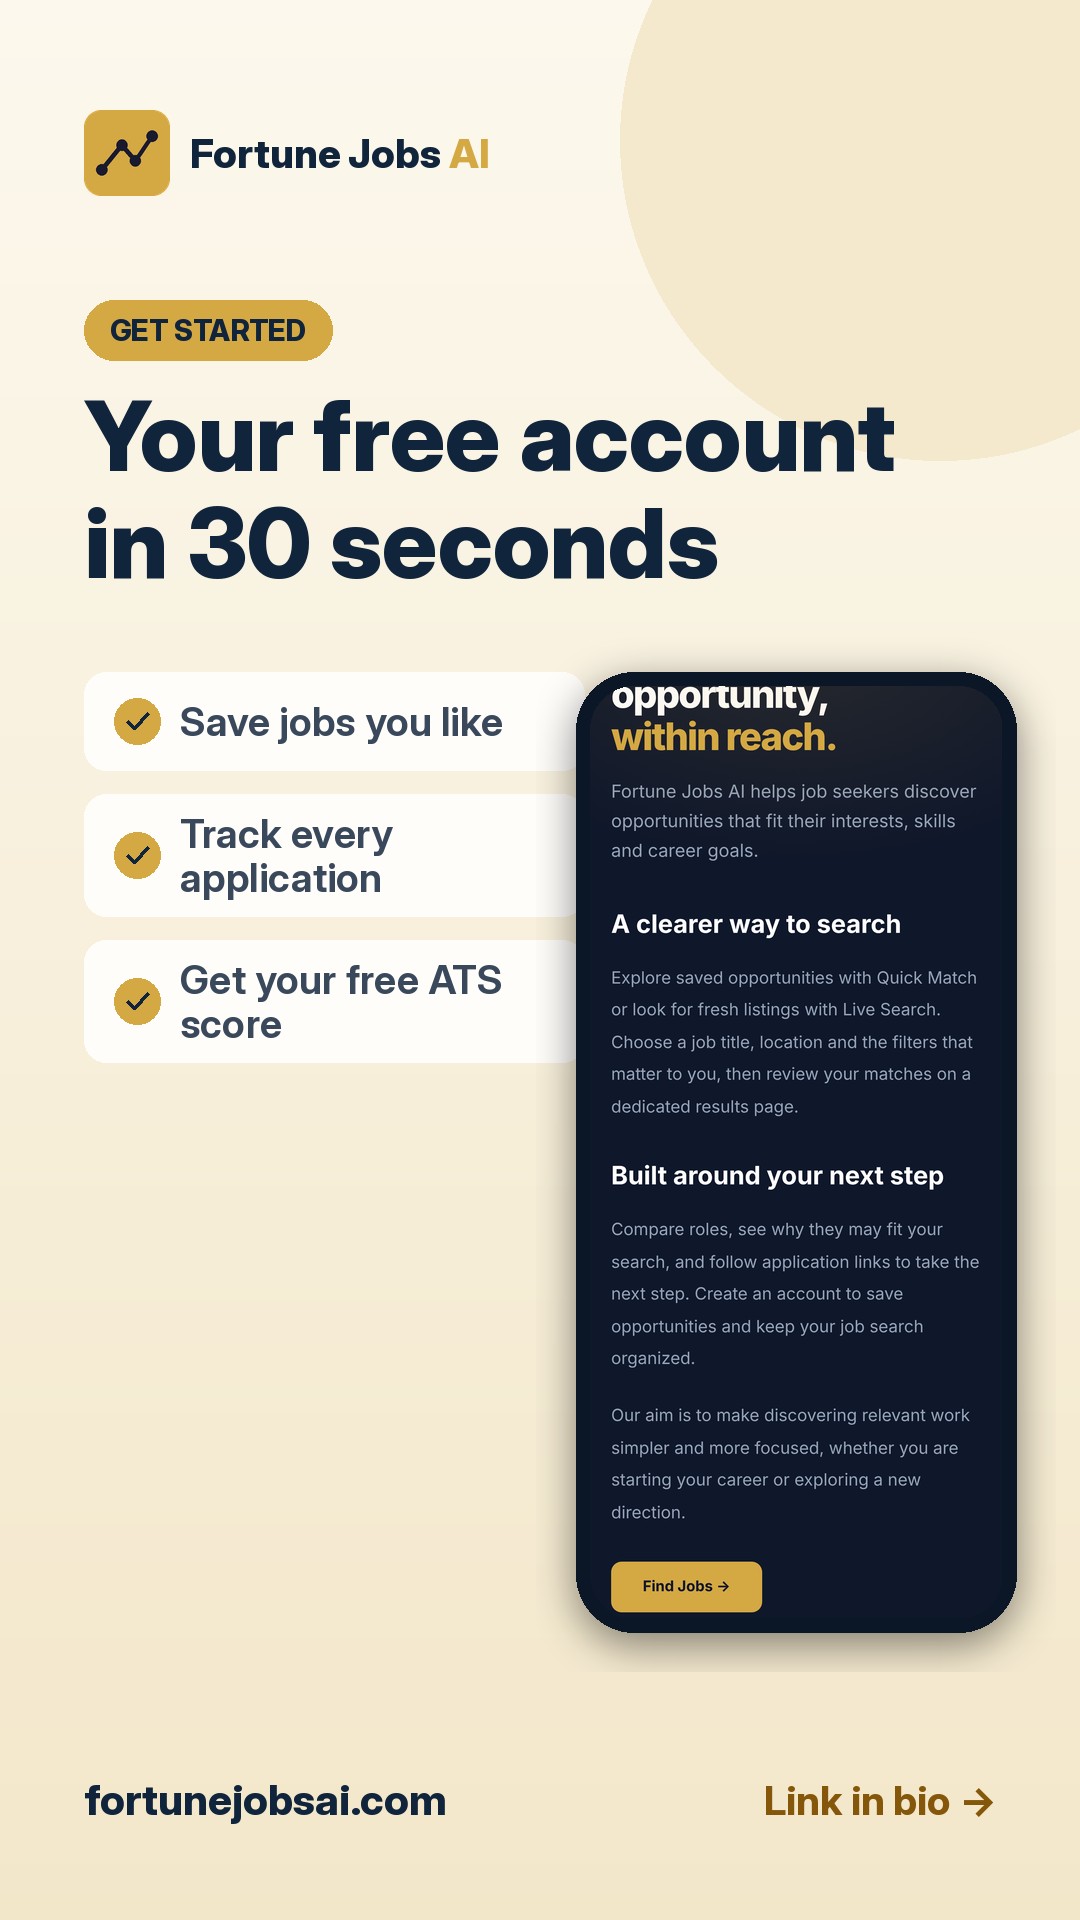 Fortune Jobs AI
GET STARTED
Your free account
in 30 seconds
Save jobs you like
Track every
application
Get your free ATS
score
opportunity,
within reach.
Fortune Jobs AI helps job seekers discover
opportunities that fit their interests, skills
and career goals.
A clearer way to search
Explore saved opportunities with Quick Match
or look for fresh listings with Live Search.
Choose a job title, location and the filters that
matter to you, then review your matches on a
dedicated results page.
Built around your next step
Compare roles, see why they may fit your
search, and follow application links to take the
next step. Create an account to save
opportunities and keep your job search
organized.
Our aim is to make discovering relevant work
simpler and more focused, whether you are
starting your career or exploring a new
direction.
Find Jobs →
fortunejobsai.com
Link in bio →